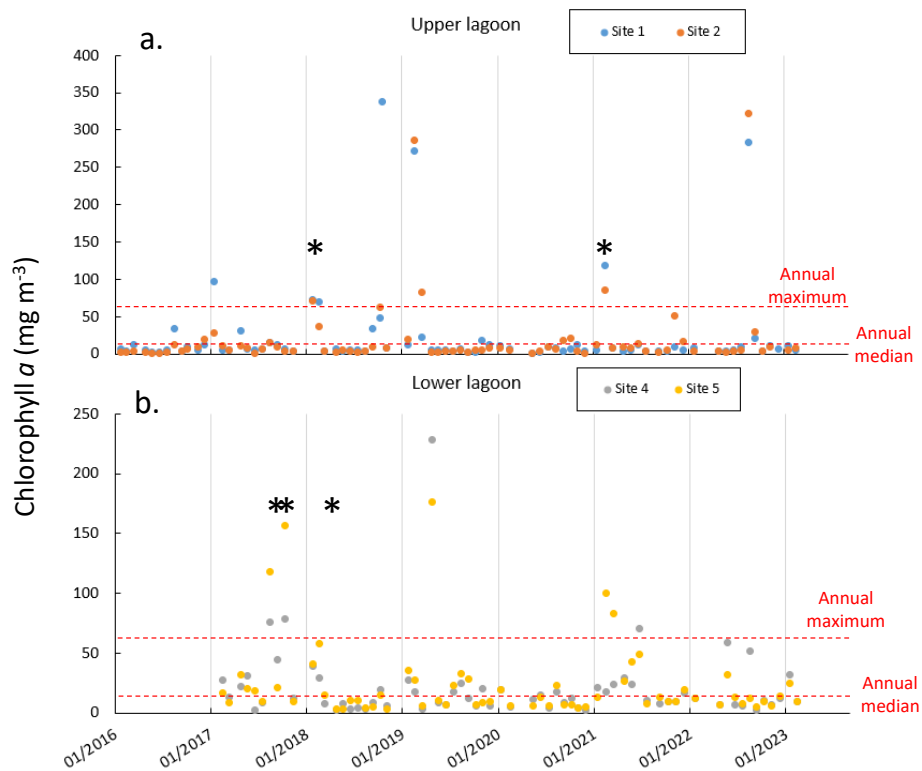 a.
Upper lagoon
Site 1
Site 2
400
350
300
250
200
150
100
50
0
*
*
Annual
maximum
Annual
median
Chlorophyll a (mg m⁻³)
b.
Lower lagoon
Site 4
Site 5
250
200
150
100
50
0
**
*
Annual
maximum
Annual
median
01/2016
01/2017
01/2018
01/2019
01/2020
01/2021
01/2022
01/2023